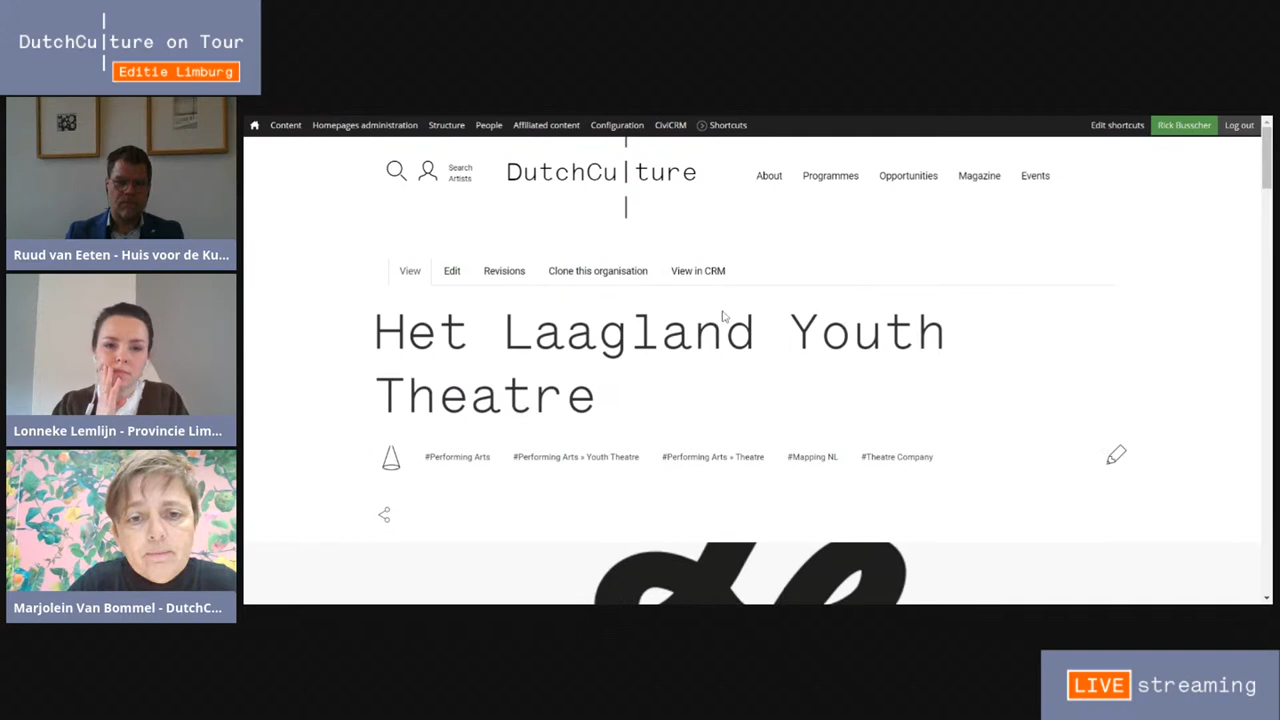 DutchCu|ture on Tour
Editie Limburg
Ruud van Eeten - Huis voor de Ku...
Lonneke Lemlijn - Provincie Lim...
Marjolein Van Bommel - DutchC...
Content Homepages administration Structure People Affiliated content Configuration CiviCRM Shortcuts Edit shortcuts Rick Busscher Log out
Search
Artists
DutchCu|ture
About Programmes Opportunities Magazine Events
View Edit Revisions Clone this organisation View in CRM
Het Laagland Youth
Theatre
#Performing Arts #Performing Arts » Youth Theatre #Performing Arts » Theatre #Mapping NL #Theatre Company
LIVE streaming